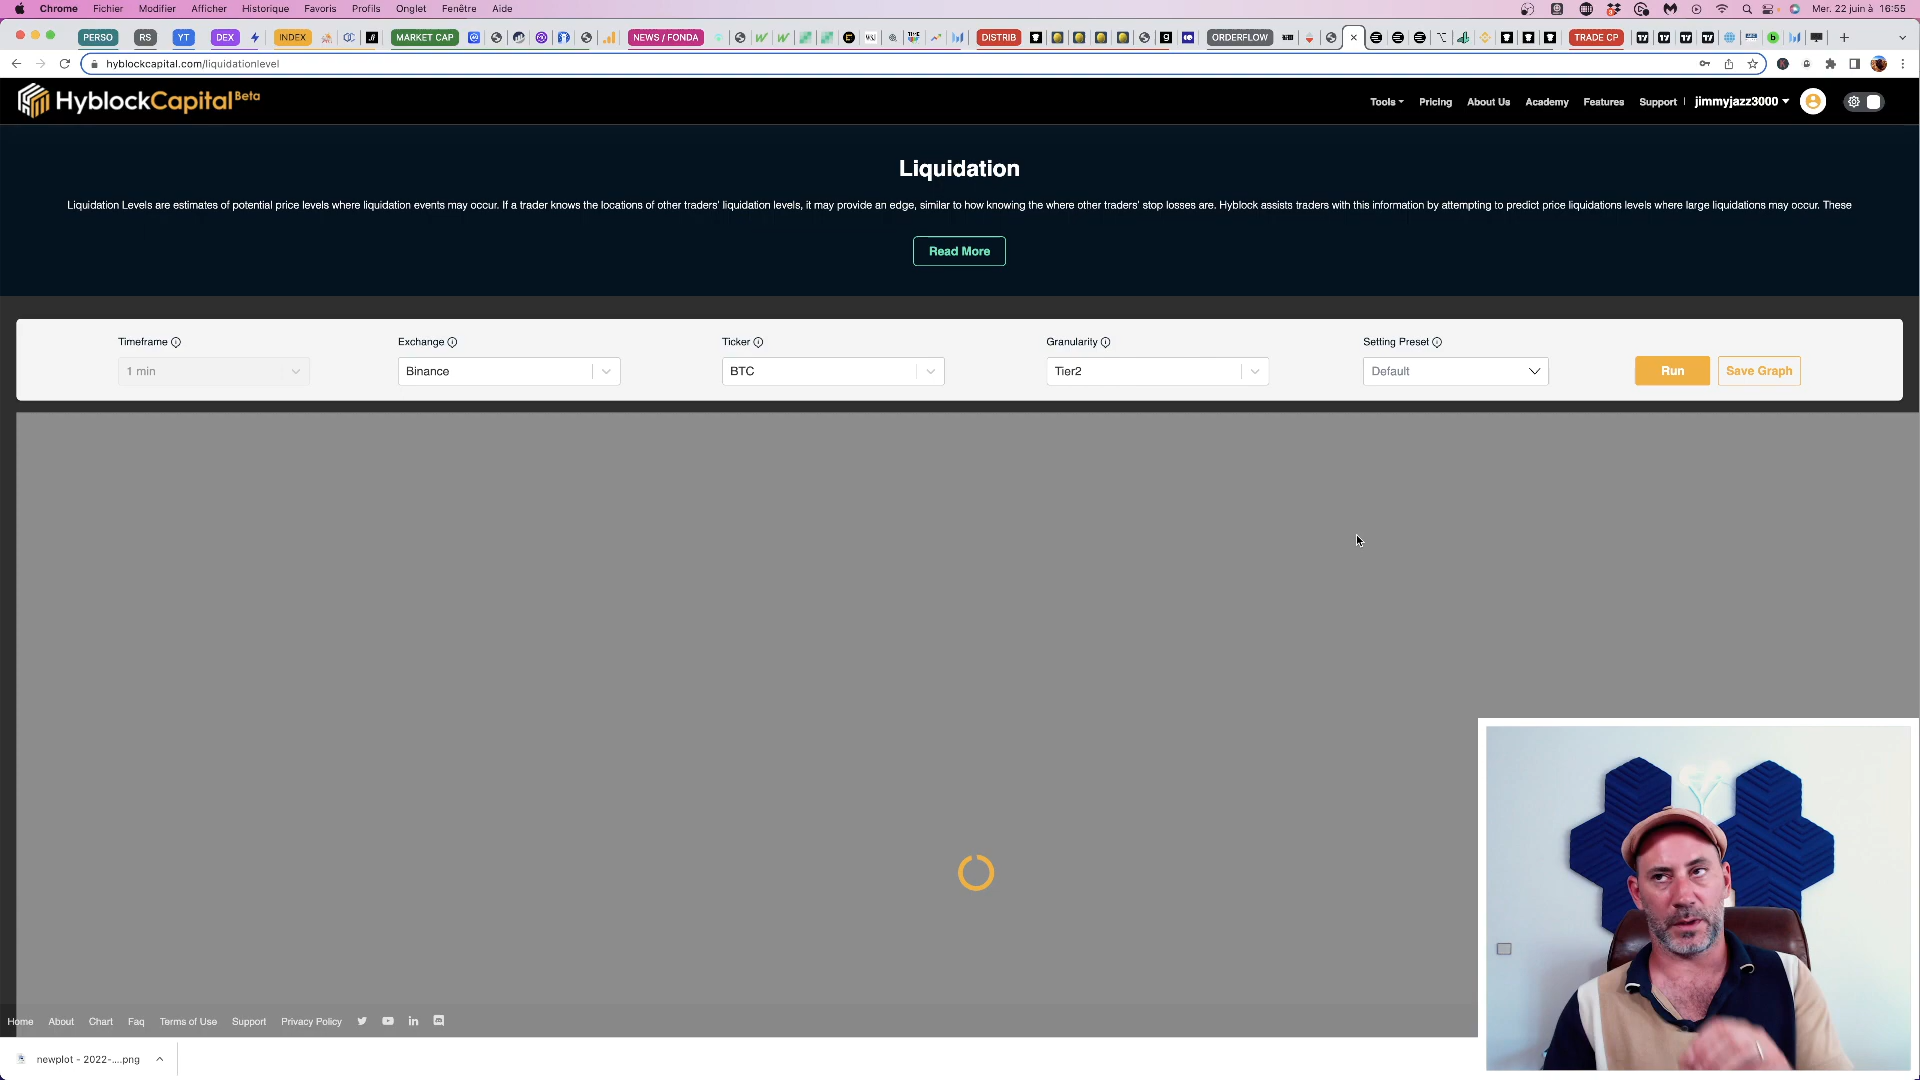 Chrome Fichier Modifier Afficher Historique Favoris Profils Onglet Fenêtre Aide Mer. 22 juin à 16:55
PERSO RS YT DEX INDEX MARKET CAP NEWS / FONDA DISTRIB ORDERFLOW TRADE CP
hyblockcapital.com/liquidationlevel
HyblockCapital Beta Tools Pricing About Us Academy Features Support jimmyjazz3000
Liquidation
Liquidation Levels are estimates of potential price levels where liquidation events may occur. If a trader knows the locations of other traders' liquidation levels, it may provide an edge, similar to how knowing the where other traders' stop losses are. Hyblock assists traders with this information by attempting to predict price liquidations levels where large liquidations may occur. These
Read More
Timeframe Exchange Ticker Granularity Setting Preset
1 min Binance BTC Tier2 Default Run Save Graph
Home About Chart Faq Terms of Use Support Privacy Policy
newplot - 2022-....png